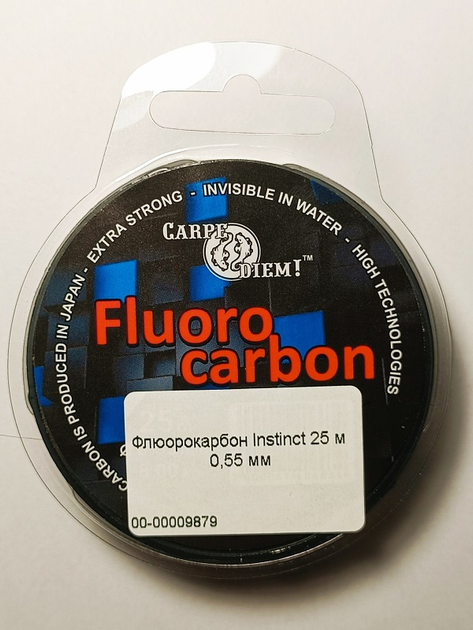 CARBON IS PRODUCED IN JAPAN - EXTRA STRONG - INVISIBLE IN WATER - HIGH TECHNOLOGIES
CARPE
DIEM!™
Fluoro
carbon
Флюорокарбон Instinct 25 м
0,55 мм
00-00009879